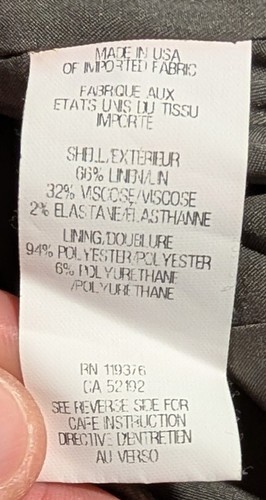 MADE IN USA
OF IMPORTED FABRIC
FABRIQUE AUX
ETATS UNIS DU TISSU
IMPORTE
SHELL/EXTERIEUR
66% LINEN/LIN
32% VISCOSE/VISCOSE
2% ELASTANE/ELASTHANNE
LINING/DOUBLURE
94% POLYESTER/POLYESTER
6% POLYURETHANE
/POLYURETHANE
RN 119376
CA 52192
SEE REVERSE SIDE FOR
CARE INSTRUCTION
DIRECTIVE D'ENTRETIEN
AU VERSO